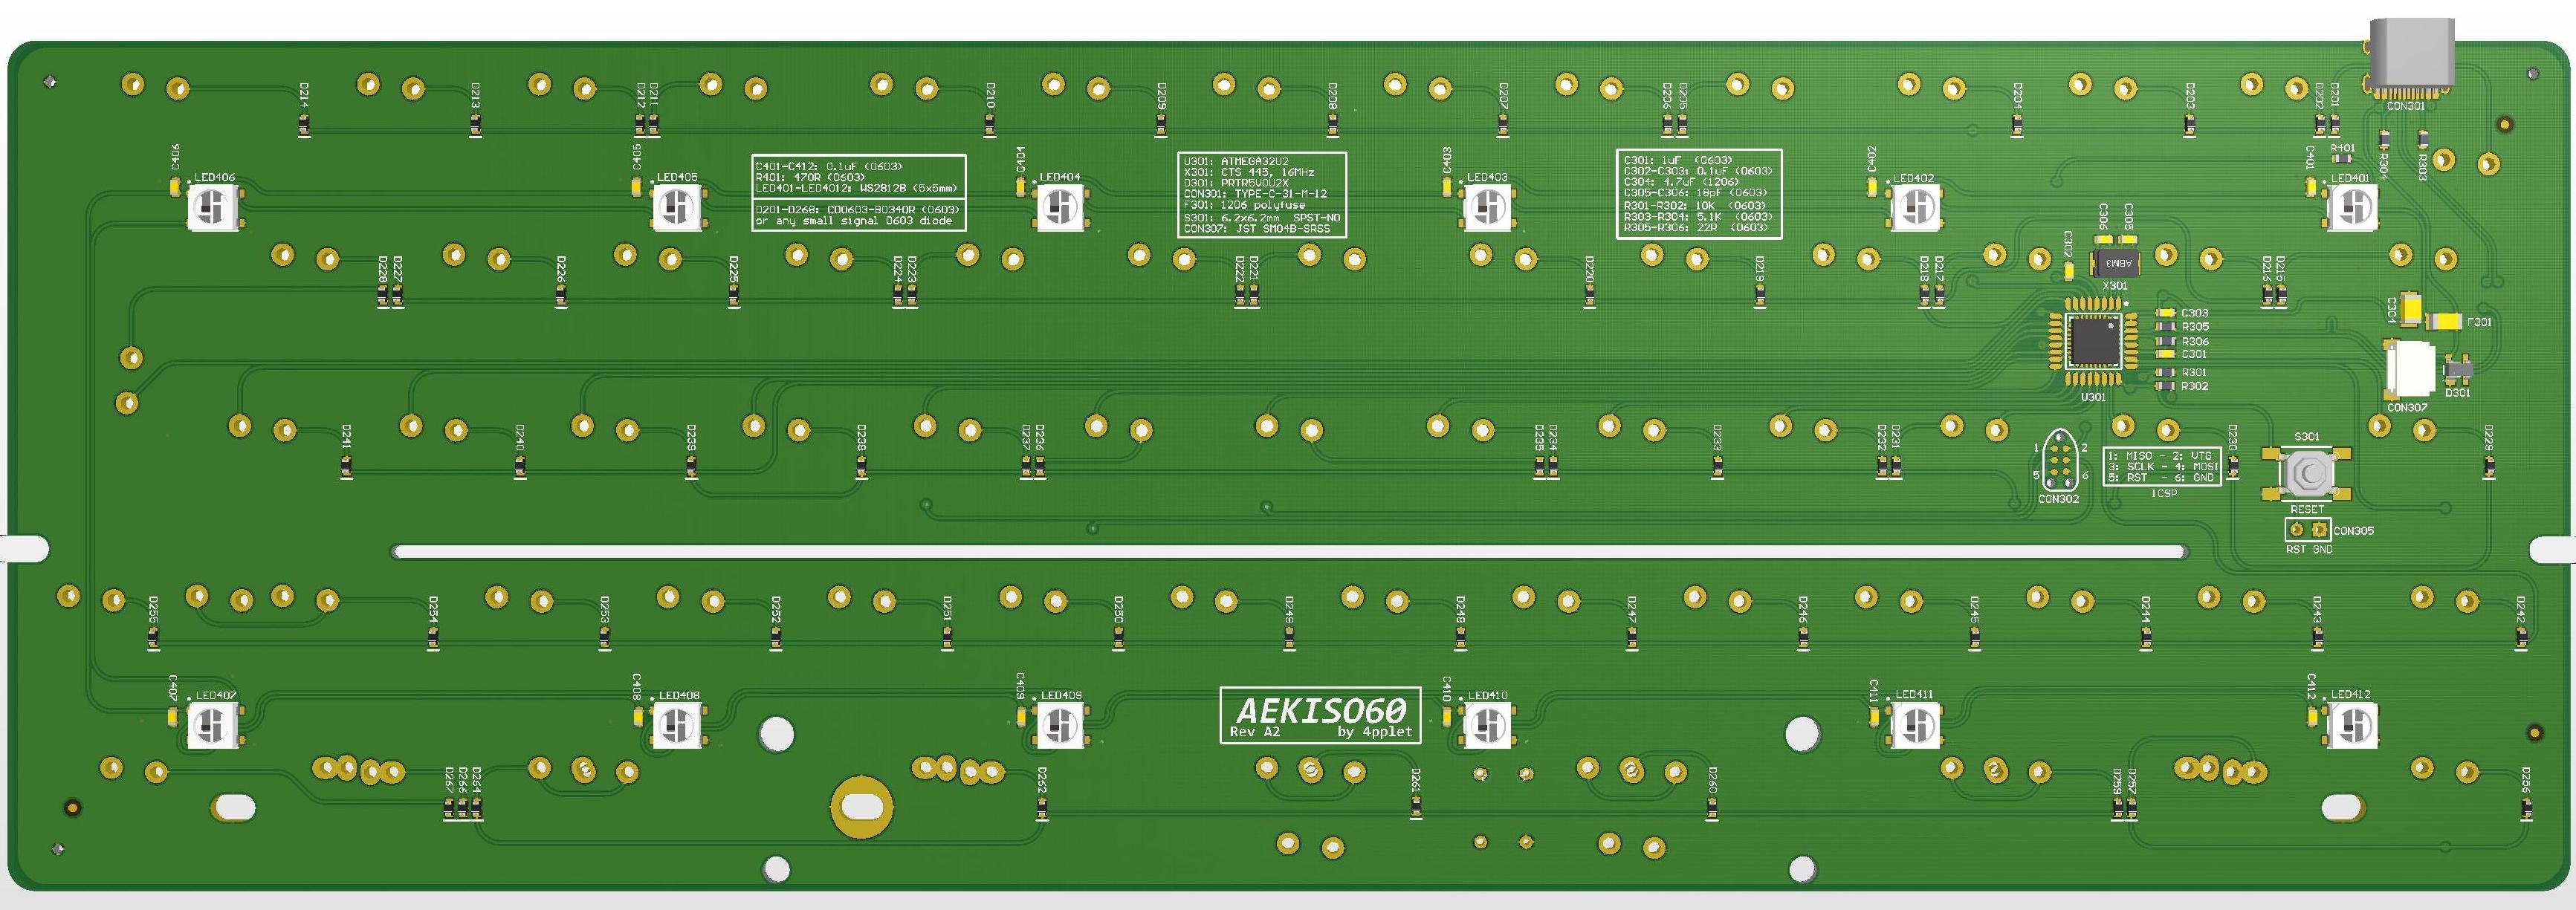 CON301
D214
D213
D212
D211
D210
D209
D208
D207
D206
D205
D204
D203
D202
D201
R304
R303
R401
C406
LED406
C405
LED405
C401-C412: 0.1uF (0603)
R401: 470R (0603)
LED401-LED4012: WS2812B (5x5mm)
D201-D268: CD0603-B0340R (0603)
or any small signal 0603 diode
C404
LED404
U301: ATMEGA32U2
X301: CTS 445, 16MHz
D301: PRTR5V0U2X
CON301: TYPE-C-31-M-12
F301: 1206 polyfuse
S301: 6.2x6.2mm SPST-NO
CON307: JST SM04B-SRSS
C403
LED403
C301: 1uF (0603)
C302-C303: 0.1uF (0603)
C304: 4.7uF (1206)
C305-C306: 18pF (0603)
R301-R302: 10K (0603)
R303-R304: 5.1K (0603)
R305-R306: 22R (0603)
C402
LED402
C401
LED401
C306
C305
C302
ABM3
X301
D228
D227
D226
D225
D224
D223
D222
D221
D220
D219
D218
D217
D216
D215
C303
R305
R306
C301
R301
R302
U301
C304
F301
CON307
D301
D241
D240
D239
D238
D237
D236
D235
D234
D233
D232
D231
D230
D229
1
2
5
6
CON302
1: MISO - 2: VTG
3: SCLK - 4: MOSI
5: RST - 6: GND
ICSP
S301
RESET
CON305
RST GND
D255
D254
D253
D252
D251
D250
D249
D248
D247
D246
D245
D244
D243
D242
C407
LED407
C408
LED408
C409
LED409
AEKISO60
Rev A2 by 4pplet
C410
LED410
C411
LED411
C412
LED412
D267
D266
D264
D262
D261
D260
D259
D257
D256